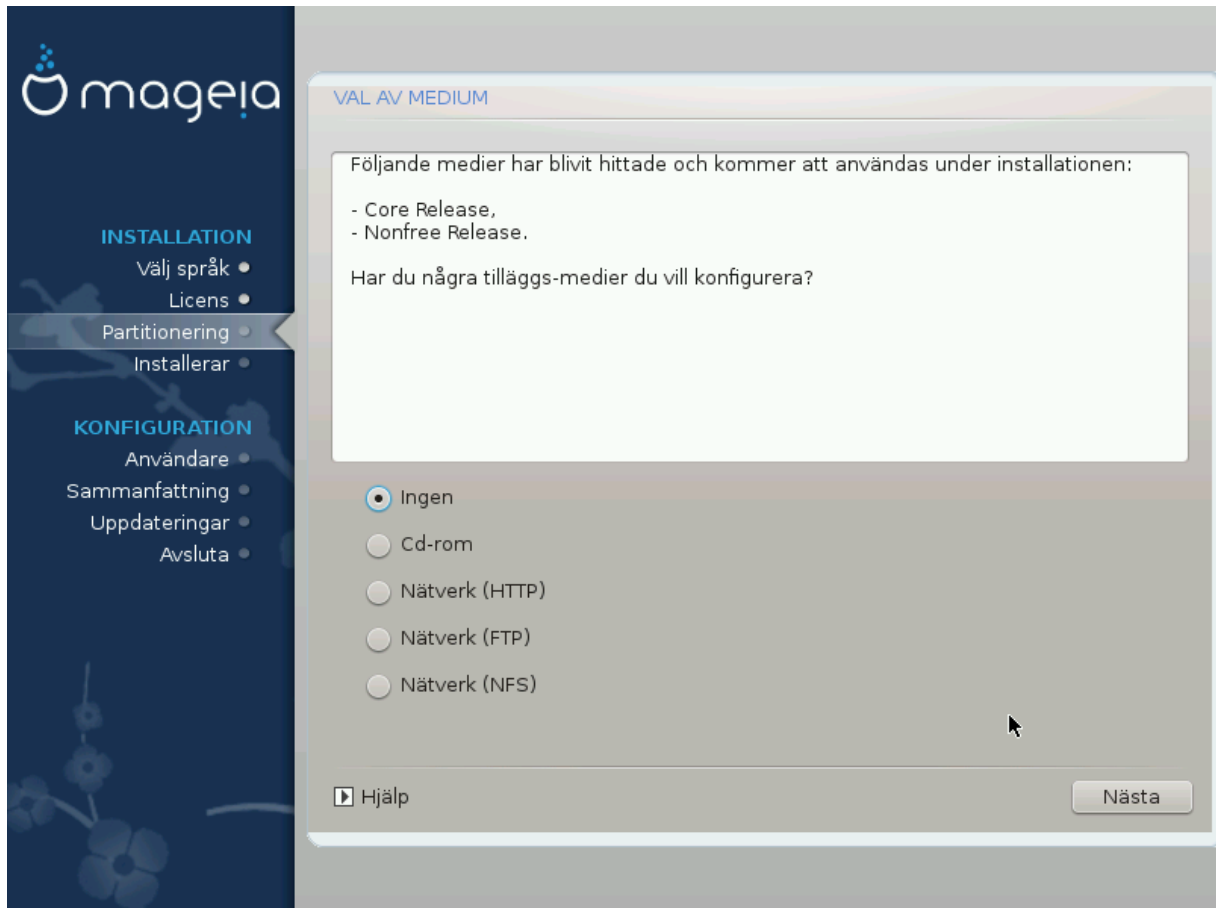 mageia
INSTALLATION
Välj språk
Licens
Partitionering
Installerar
KONFIGURATION
Användare
Sammanfattning
Uppdateringar
Avsluta
VAL AV MEDIUM
Följande medier har blivit hittade och kommer att användas under installationen:
- Core Release,
- Nonfree Release.
Har du några tilläggs-medier du vill konfigurera?
Ingen
Cd-rom
Nätverk (HTTP)
Nätverk (FTP)
Nätverk (NFS)
Hjälp
Nästa